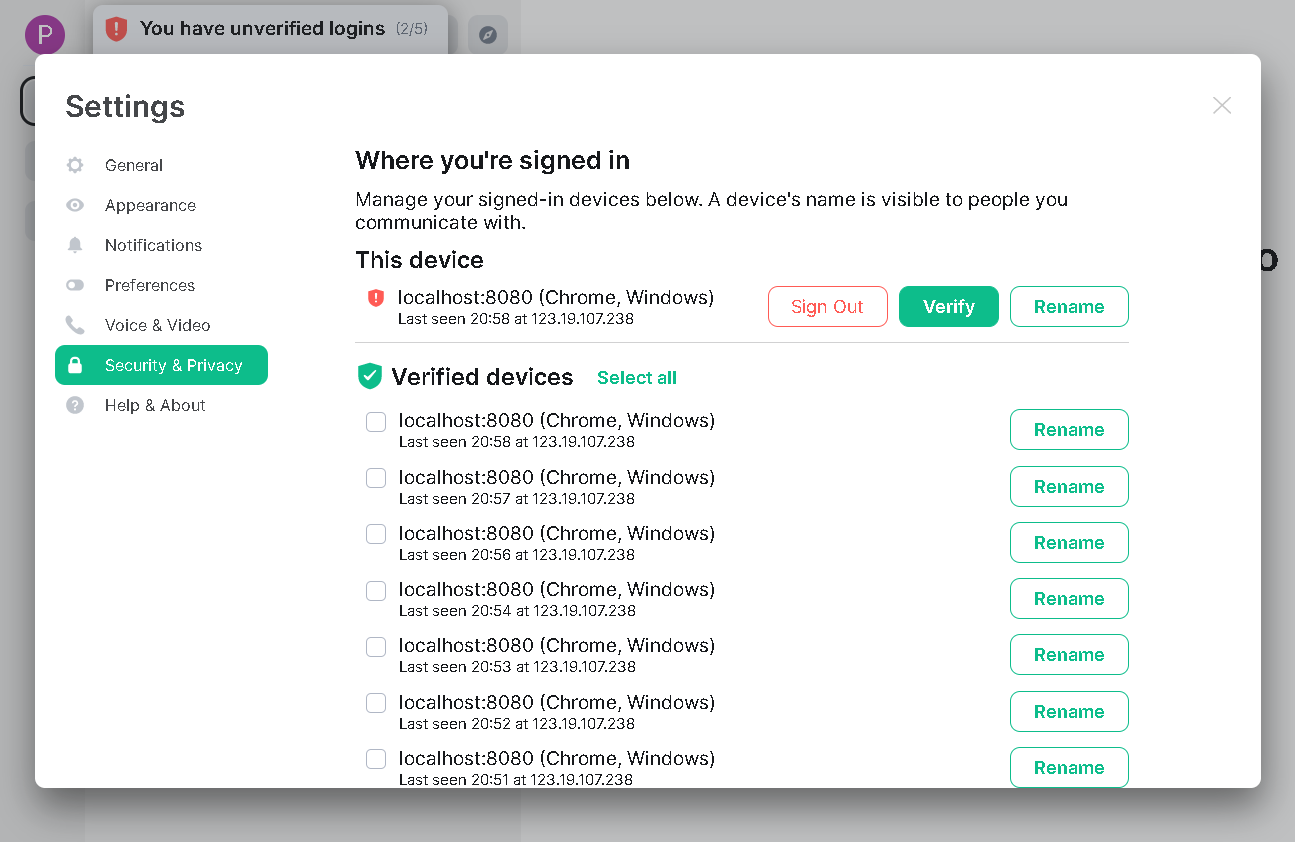 P
You have unverified logins (2/5)
Settings
General
Appearance
Notifications
Preferences
Voice & Video
Security & Privacy
Help & About
Where you're signed in
Manage your signed-in devices below. A device's name is visible to people you
communicate with.
This device
localhost:8080 (Chrome, Windows)
Last seen 20:58 at 123.19.107.238
Sign Out
Verify
Rename
Verified devices Select all
localhost:8080 (Chrome, Windows)
Last seen 20:58 at 123.19.107.238
Rename
localhost:8080 (Chrome, Windows)
Last seen 20:57 at 123.19.107.238
Rename
localhost:8080 (Chrome, Windows)
Last seen 20:56 at 123.19.107.238
Rename
localhost:8080 (Chrome, Windows)
Last seen 20:54 at 123.19.107.238
Rename
localhost:8080 (Chrome, Windows)
Last seen 20:53 at 123.19.107.238
Rename
localhost:8080 (Chrome, Windows)
Last seen 20:52 at 123.19.107.238
Rename
localhost:8080 (Chrome, Windows)
Last seen 20:51 at 123.19.107.238
Rename